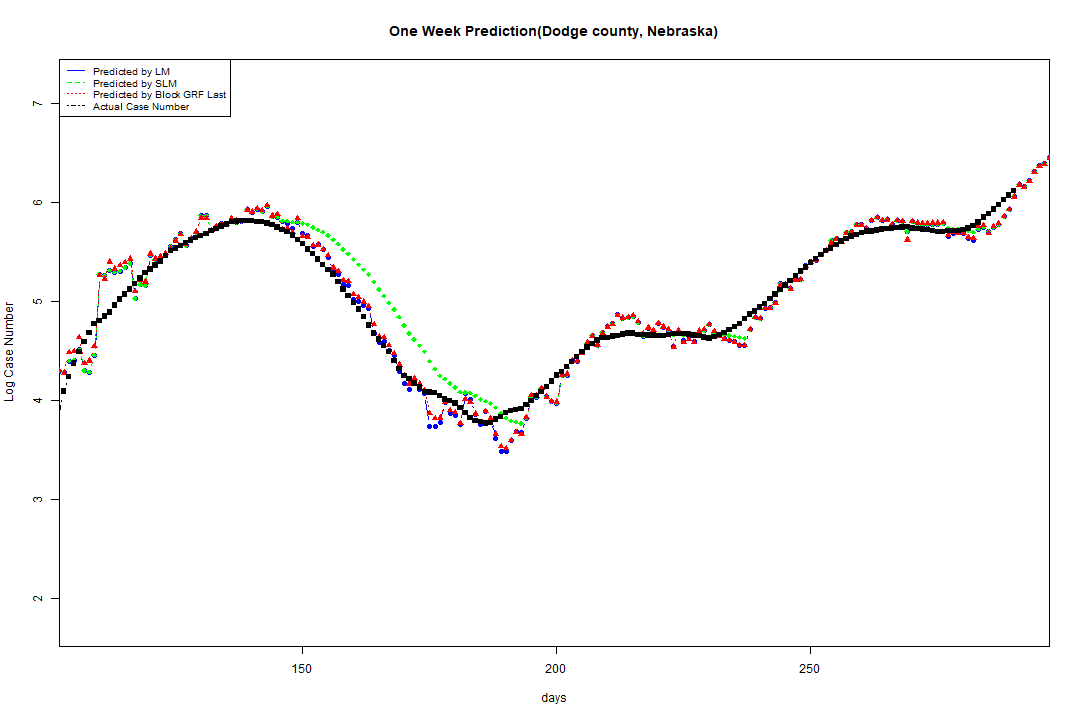 One Week Prediction(Dodge county, Nebraska)
Predicted by LM
Predicted by SLM
Predicted by Block GRF Last
Actual Case Number
7
6
5
4
3
2
Log Case Number
150
200
250
days